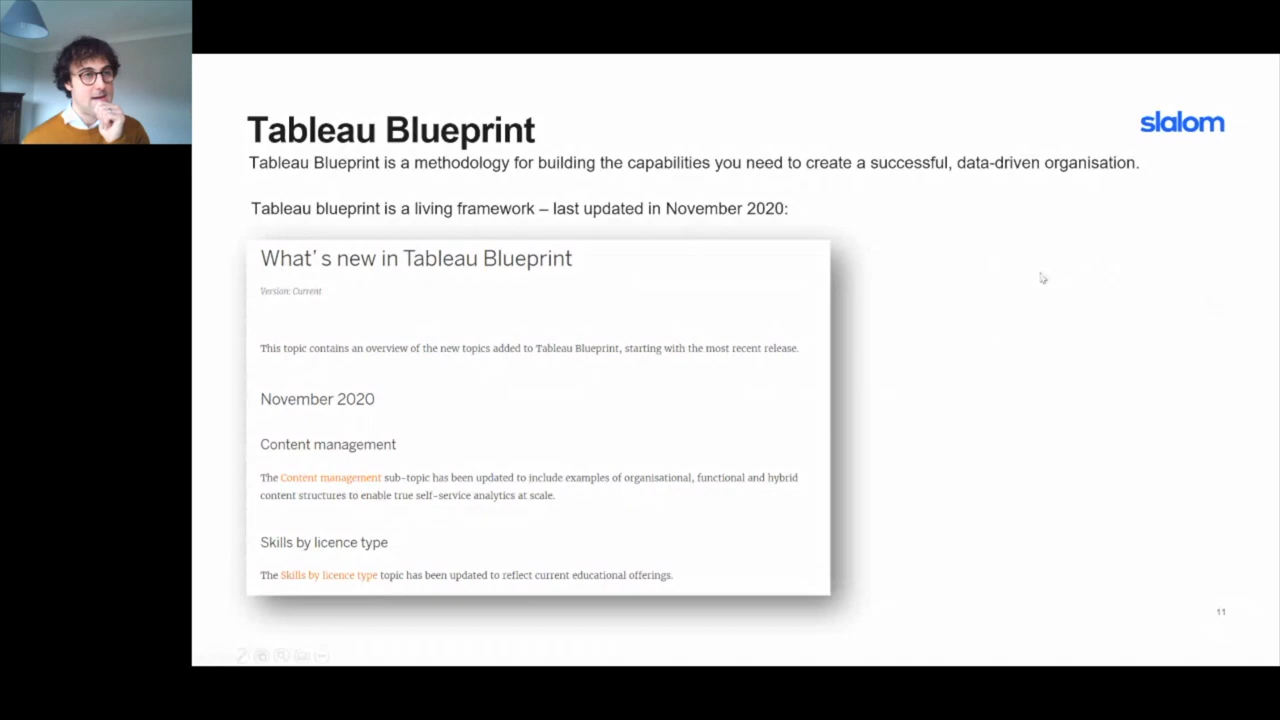 Tableau Blueprint
slalom
Tableau Blueprint is a methodology for building the capabilities you need to create a successful, data-driven organisation.
Tableau blueprint is a living framework – last updated in November 2020:
What's new in Tableau Blueprint
Version: Current
This topic contains an overview of the new topics added to Tableau Blueprint, starting with the most recent release.
November 2020
Content management
The Content management sub-topic has been updated to include examples of organisational, functional and hybrid
content structures to enable true self-service analytics at scale.
Skills by licence type
The Skills by licence type topic has been updated to reflect current educational offerings.
11